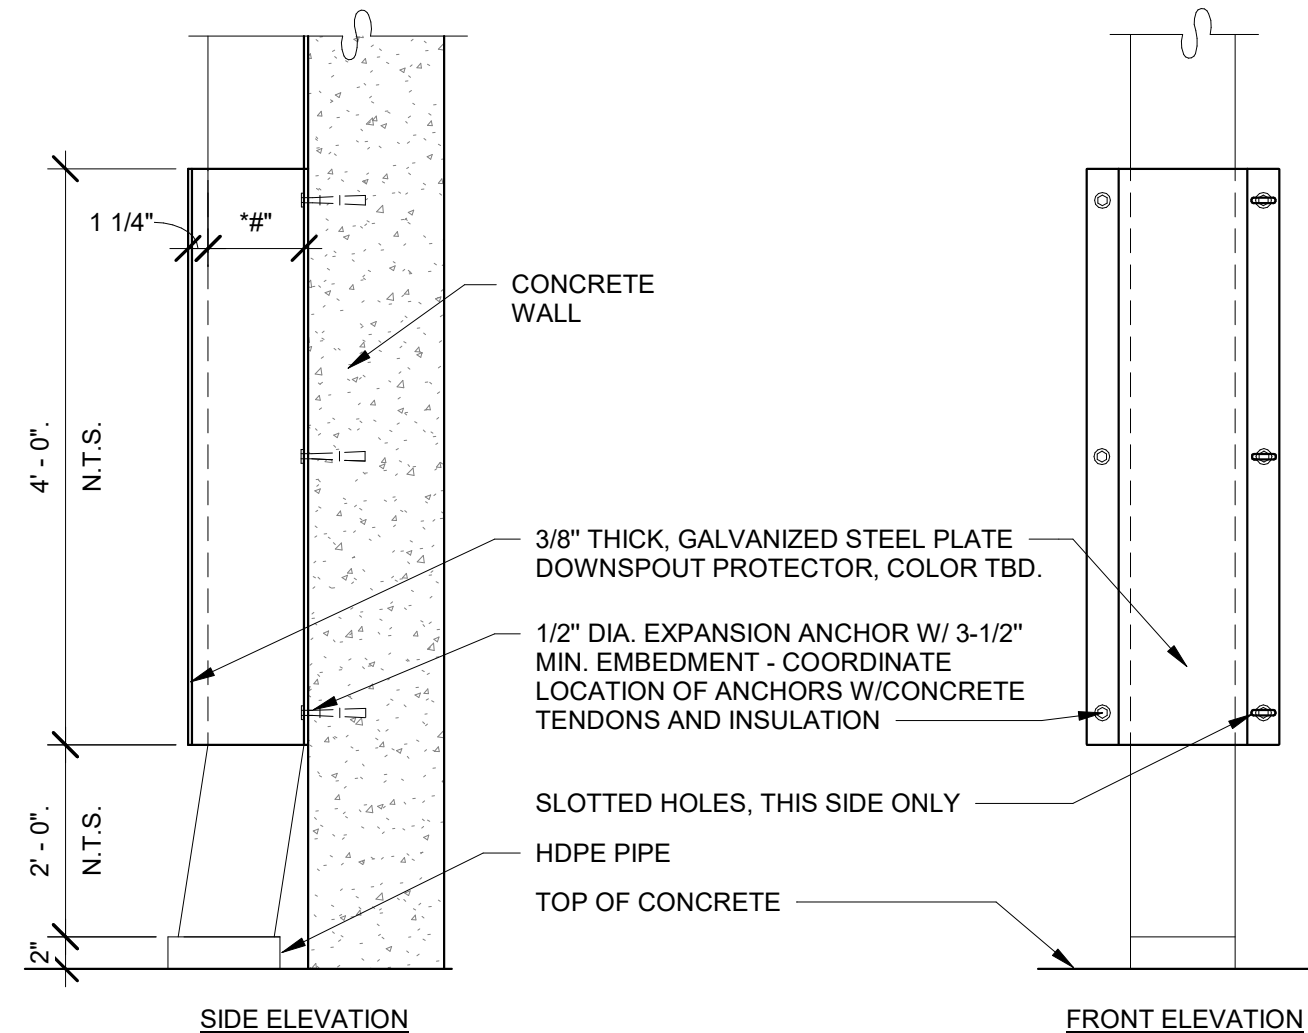 1 1/4"
*#"
4' - 0".
N.T.S.
2' - 0".
N.T.S.
2"
CONCRETE
WALL
3/8" THICK, GALVANIZED STEEL PLATE
DOWNSPOUT PROTECTOR, COLOR TBD.
1/2" DIA. EXPANSION ANCHOR W/ 3-1/2"
MIN. EMBEDMENT - COORDINATE
LOCATION OF ANCHORS W/CONCRETE
TENDONS AND INSULATION
SLOTTED HOLES, THIS SIDE ONLY
HDPE PIPE
TOP OF CONCRETE
SIDE ELEVATION
FRONT ELEVATION